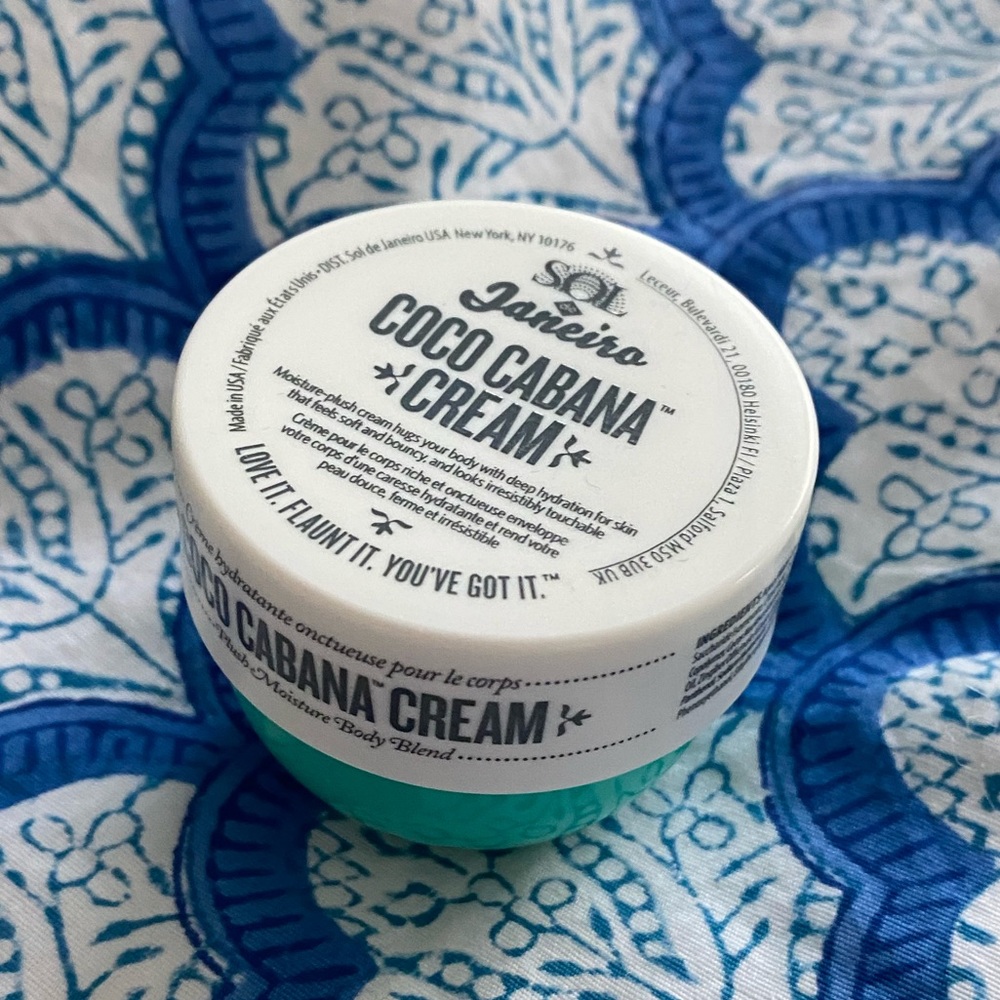 Made in USA / Fabriqué aux États Unis • DIST. Sol de Janeiro USA New York, NY 10176
Leceur, Bulevardi 21, 00180 Helsinki FI / Plaza 1, Salford M50 3UB UK
SOL
DE
Janeiro
COCO CABANA™
CREAM
Moisture-plush cream hugs your body with deep hydration for skin
that feels soft and bouncy, and looks irresistibly touchable
Crème pour le corps riche et onctueuse enveloppe
votre corps d'une caresse hydratante et rend votre
peau douce, ferme et irrésistible
LOVE IT. FLAUNT IT. YOU'VE GOT IT.™
Crème hydratante onctueuse pour le corps
COCO CABANA™ CREAM
Plush Moisture Body Blend
INGREDIENTS